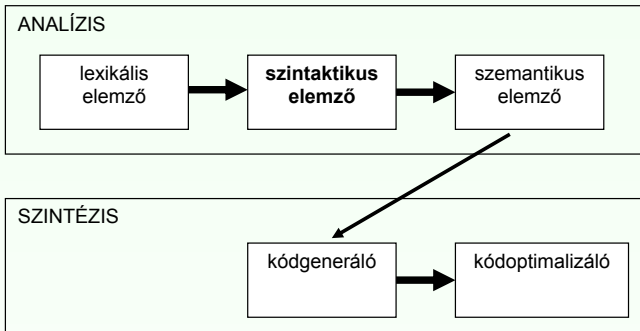 ANALÍZIS
lexikális
elemző
szintaktikus
elemző
szemantikus
elemző
SZINTÉZIS
kódgeneráló
kódoptimalizáló